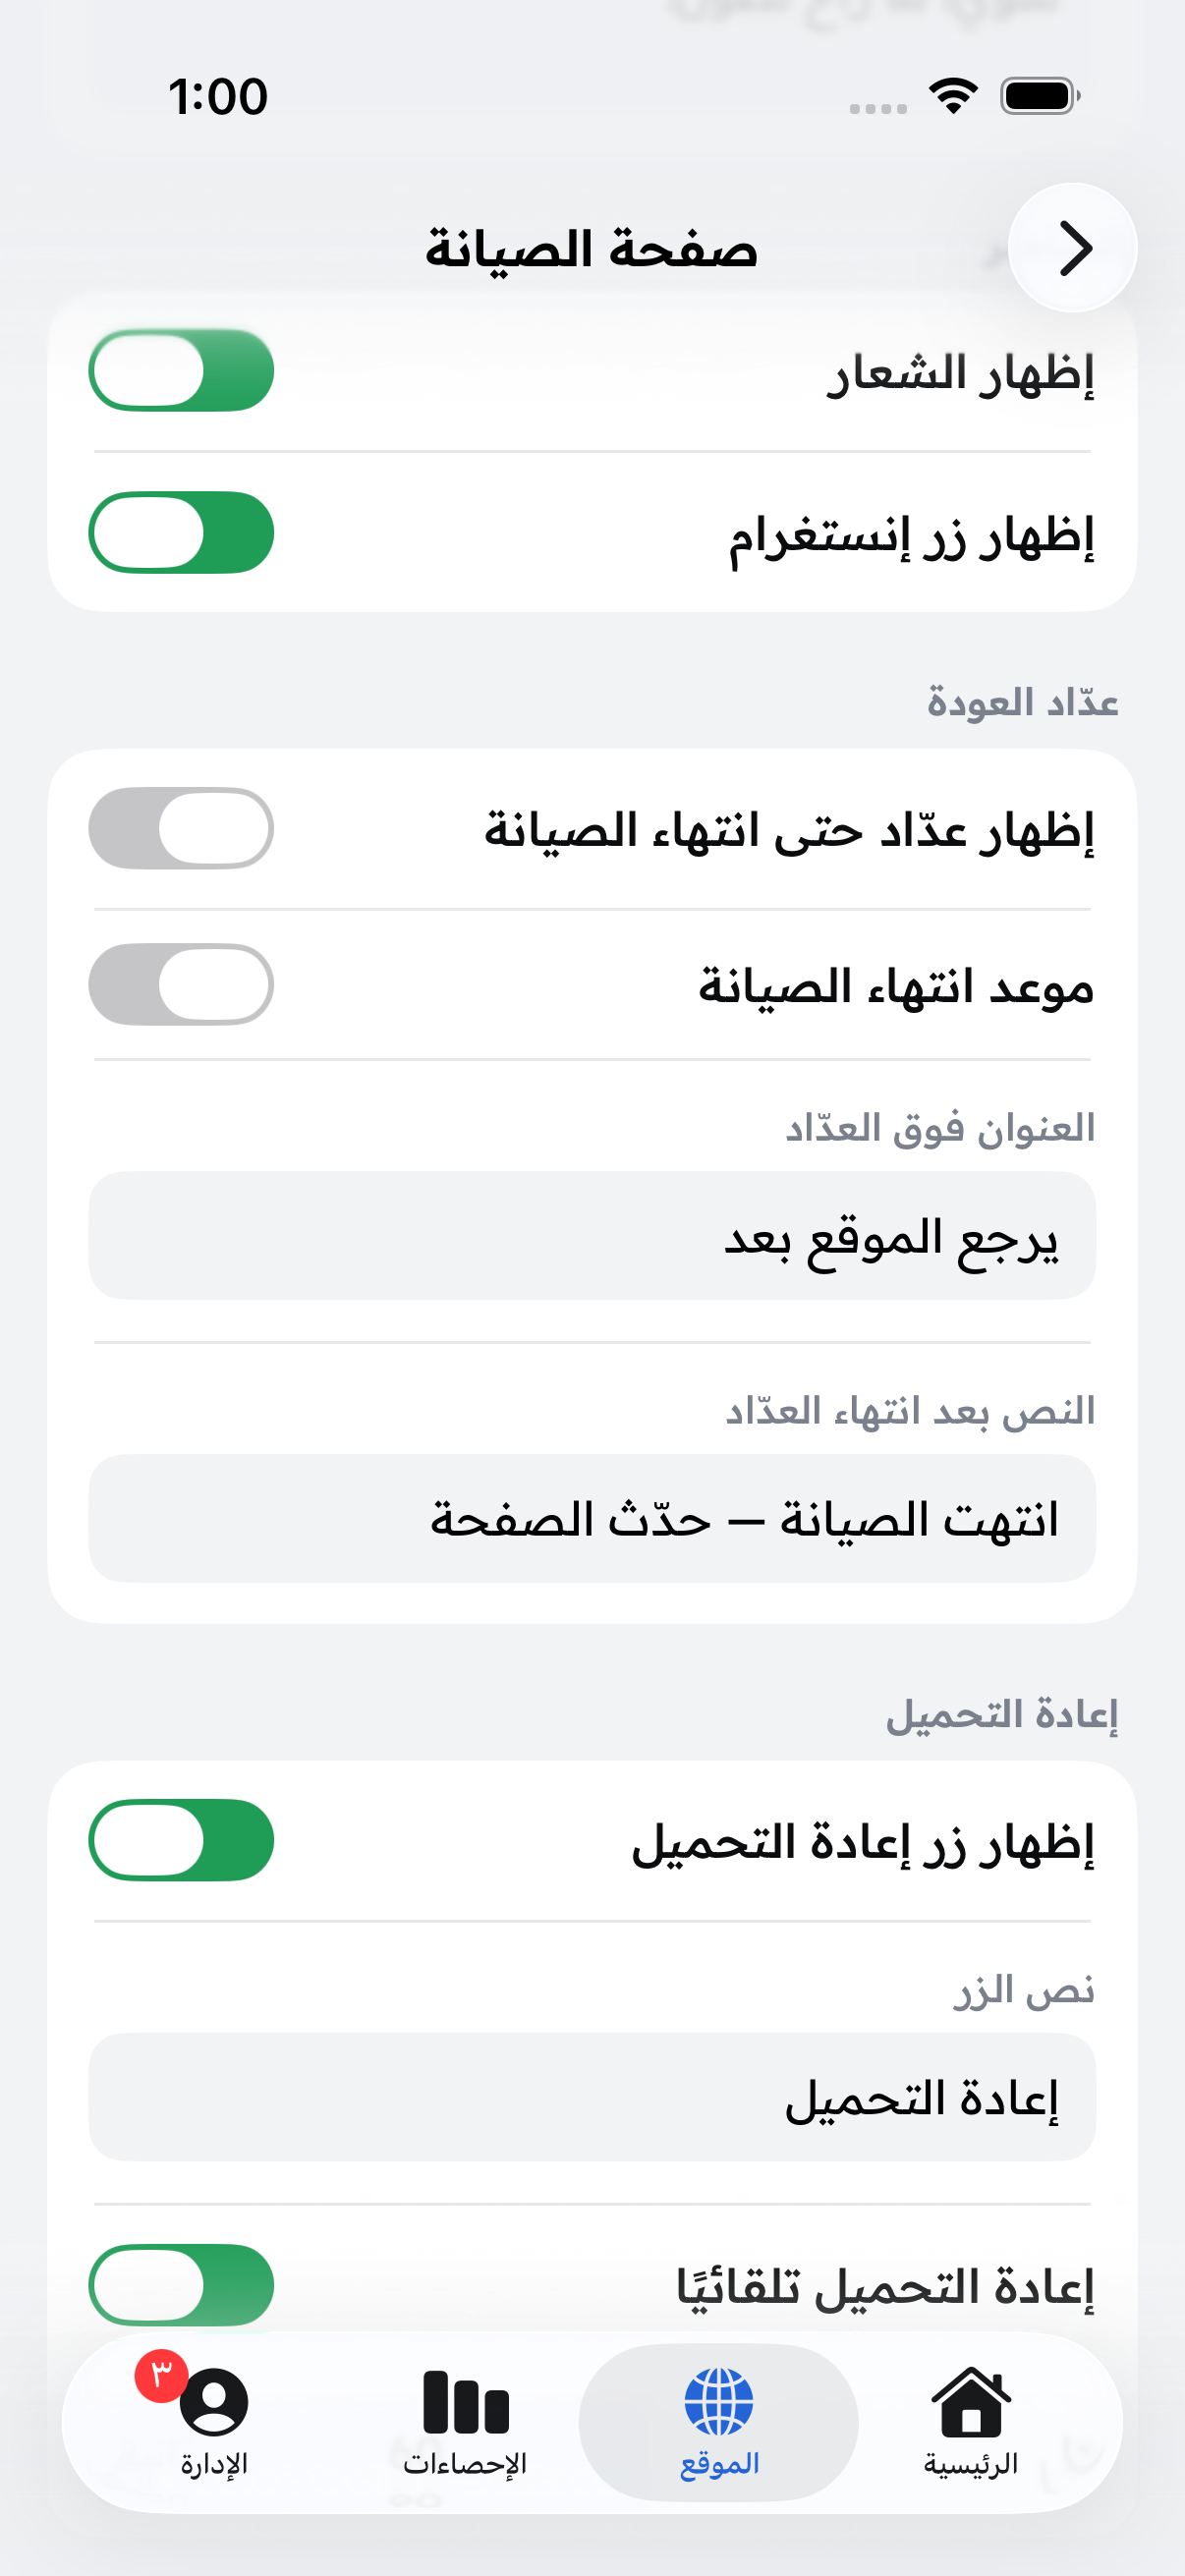 1:00
صفحة الصيانة
إظهار الشعار
إظهار زر إنستغرام
عدّاد العودة
إظهار عدّاد حتى انتهاء الصيانة
موعد انتهاء الصيانة
العنوان فوق العدّاد
يرجع الموقع بعد
النص بعد انتهاء العدّاد
انتهت الصيانة — حدّث الصفحة
إعادة التحميل
إظهار زر إعادة التحميل
نص الزر
إعادة التحميل
إعادة التحميل تلقائيًا
الرئيسية
الموقع
الإحصاءات
٣
الإدارة